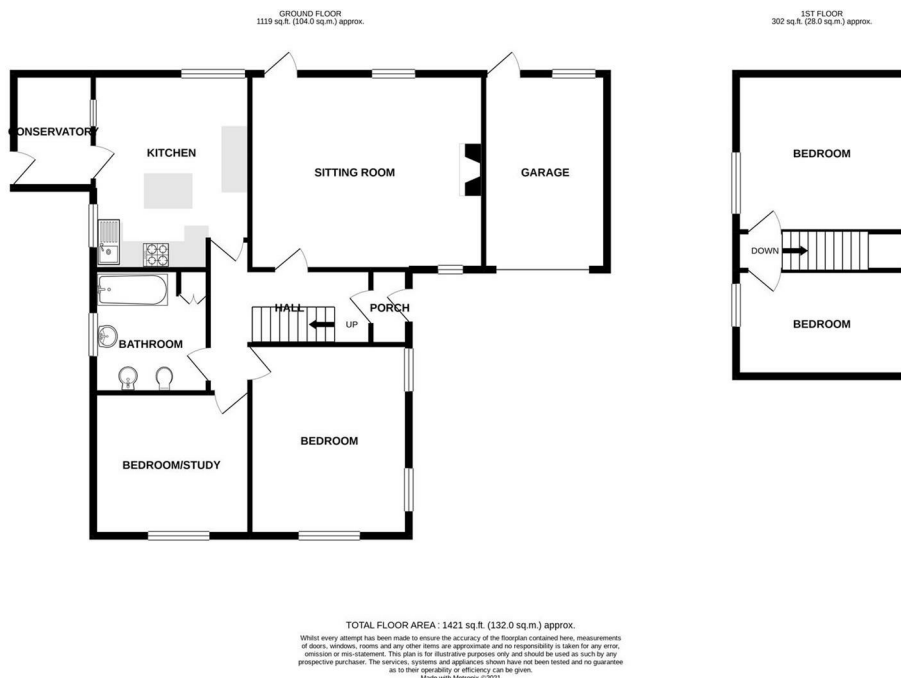 GROUND FLOOR
1119 sq.ft. (104.0 sq.m.) approx.
1ST FLOOR
302 sq.ft. (28.0 sq.m.) approx.
CONSERVATORY
KITCHEN
SITTING ROOM
GARAGE
BEDROOM
DOWN
HALL
UP
PORCH
BATHROOM
BEDROOM
BEDROOM/STUDY
BEDROOM
TOTAL FLOOR AREA : 1421 sq.ft. (132.0 sq.m.) approx.
Whilst every attempt has been made to ensure the accuracy of the floorplan contained here, measurements
of doors, windows, rooms and any other items are approximate and no responsibility is taken for any error,
omission or mis-statement. This plan is for illustrative purposes only and should be used as such by any
prospective purchaser. The services, systems and appliances shown have not been tested and no guarantee
as to their operability or efficiency can be given.
Made with Metropix ©2021